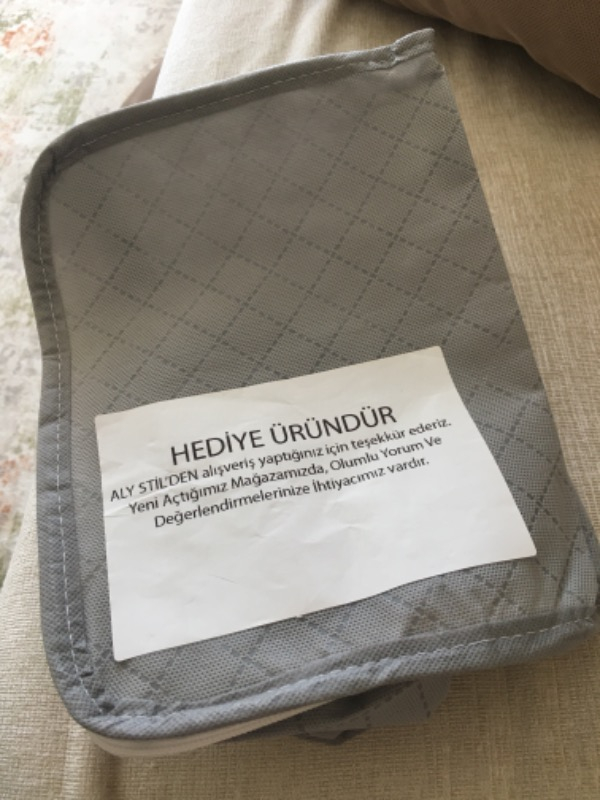 HEDİYE ÜRÜNDÜR
ALY STİL'DEN alışveriş yaptığınız için teşekkür ederiz.
Yeni Açtığımız Mağazamızda, Olumlu Yorum Ve
Değerlendirmelerinize İhtiyacımız vardır.